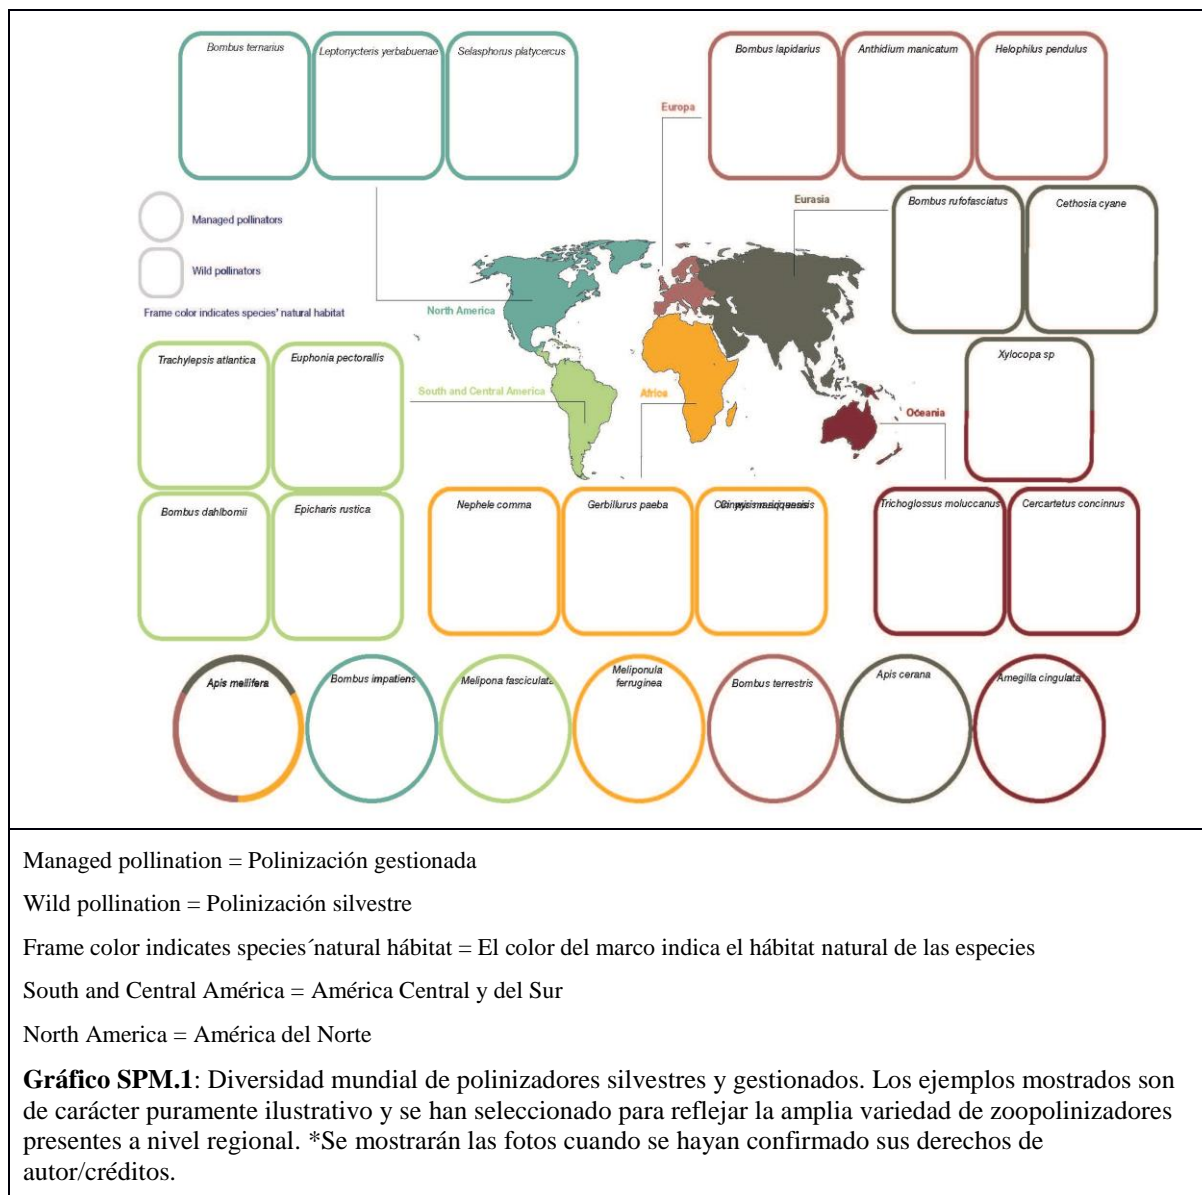 Bombus ternarius
Leptonycteris yerbabuenae
Selasphorus platycercus
Bombus lapidarius
Anthidium manicatum
Helophilus pendulus
Europa
Managed pollinators
Wild pollinators
Frame color indicates species' natural habitat
Eurasia
Bombus rufofasciatus
Cethosia cyane
North America
Trachylepsis atlantica
Euphonia pectorallis
South and Central America
Africa
Oceania
Xylocopa sp
Bombus dahlbomii
Epicharis rustica
Nephele comma
Gerbillurus paeba
Trichoglossus moluccanus
Cercartetus concinnus
Apis mellifera
Bombus impatiens
Melipona fasciculata
Meliponula
ferruginea
Bombus terrestris
Apis cerana
Amegilla cingulata
Managed pollination = Polinización gestionada
Wild pollination = Polinización silvestre
Frame color indicates species´natural hábitat = El color del marco indica el hábitat natural de las especies
South and Central América = América Central y del Sur
North America = América del Norte
Gráfico SPM.1: Diversidad mundial de polinizadores silvestres y gestionados. Los ejemplos mostrados son
de carácter puramente ilustrativo y se han seleccionado para reflejar la amplia variedad de zoopolinizadores
presentes a nivel regional. *Se mostrarán las fotos cuando se hayan confirmado sus derechos de
autor/créditos.